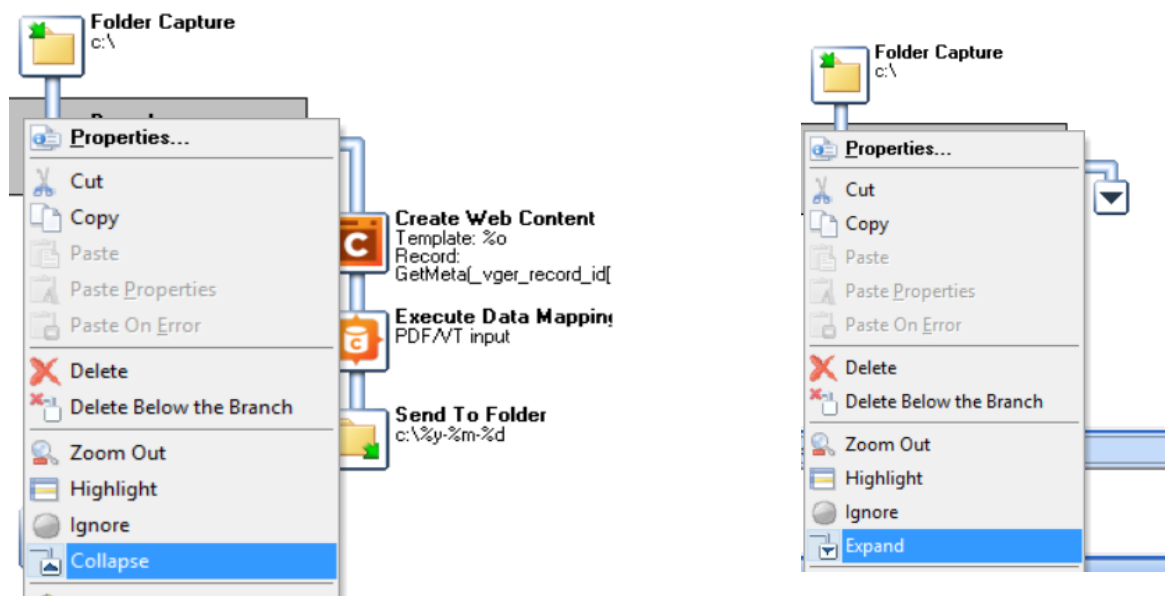 Folder Capture
c:\
Properties...
Cut
Copy
Paste
Paste Properties
Paste On Error
Delete
Delete Below the Branch
Zoom Out
Highlight
Ignore
Collapse
Create Web Content
Template: %o
Record:
GetMeta(_vger_record_id[
Execute Data Mapping
PDF/VT input
Send To Folder
c:\%y-%m-%d
Folder Capture
c:\
Properties...
Cut
Copy
Paste
Paste Properties
Paste On Error
Delete
Delete Below the Branch
Zoom Out
Highlight
Ignore
Expand